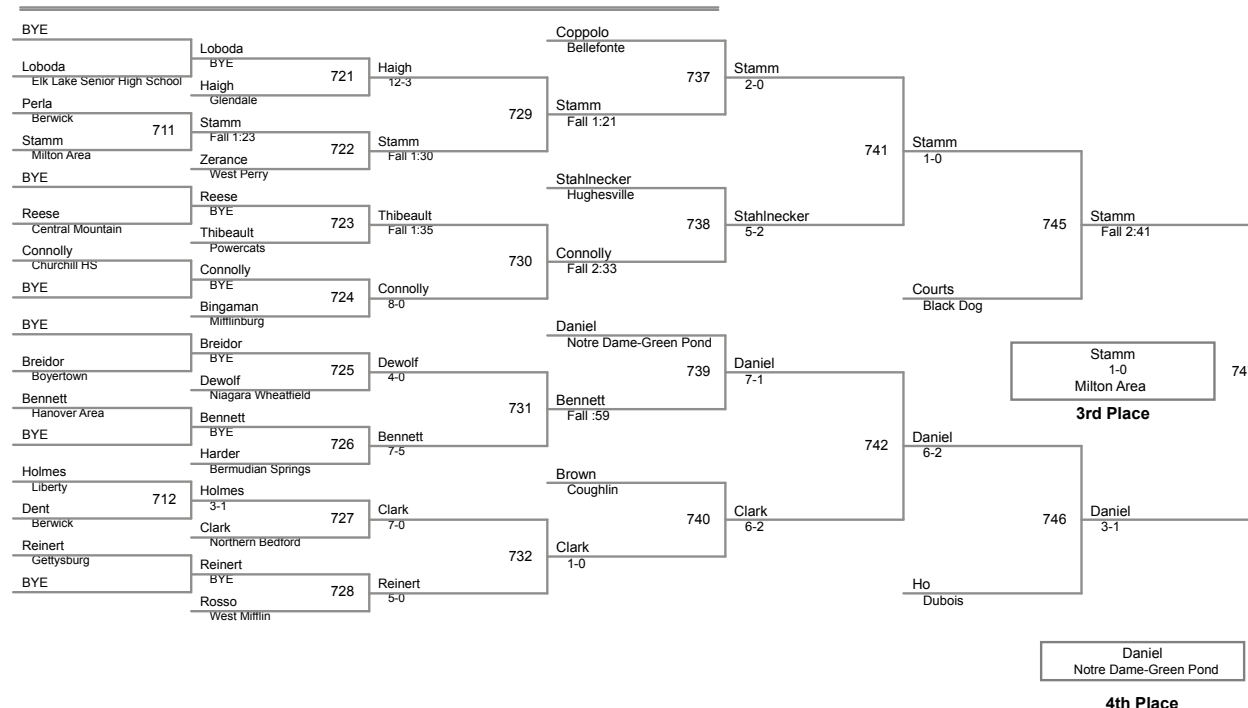 BYE
Loboda
Elk Lake Senior High School
Perla
Berwick
711
Stamm
Milton Area
BYE
Reese
Central Mountain
Connolly
Churchill HS
BYE
BYE
Breidor
Boyertown
Bennett
Hanover Area
BYE
Holmes
Liberty
712
Dent
Berwick
Reinert
Gettysburg
BYE
Loboda
BYE
721
Haigh
Glendale
Stamm
Fall 1:23
722
Zerance
West Perry
Reese
BYE
723
Thibeault
Powercats
Connolly
BYE
724
Bingaman
Mifflinburg
Breidor
BYE
725
Dewolf
Niagara Wheatfield
Bennett
BYE
726
Harder
Bermudian Springs
Holmes
3-1
727
Clark
Northern Bedford
Reinert
BYE
728
Rosso
West Mifflin
Haigh
12-3
729
Stamm
Fall 1:30
Thibeault
Fall 1:35
730
Connolly
8-0
Dewolf
4-0
731
Bennett
7-5
Clark
7-0
732
Reinert
5-0
Coppolo
Bellefonte
737
Stamm
Fall 1:21
Stahlnecker
Hughesville
738
Connolly
Fall 2:33
Daniel
Notre Dame-Green Pond
739
Bennett
Fall :59
Brown
Coughlin
740
Clark
1-0
Stamm
2-0
741
Stahlnecker
5-2
Daniel
7-1
742
Clark
6-2
Stamm
1-0
745
Courts
Black Dog
Daniel
6-2
746
Ho
Dubois
Stamm
Fall 2:41
Daniel
3-1
Stamm
1-0
Milton Area
3rd Place
Daniel
Notre Dame-Green Pond
4th Place